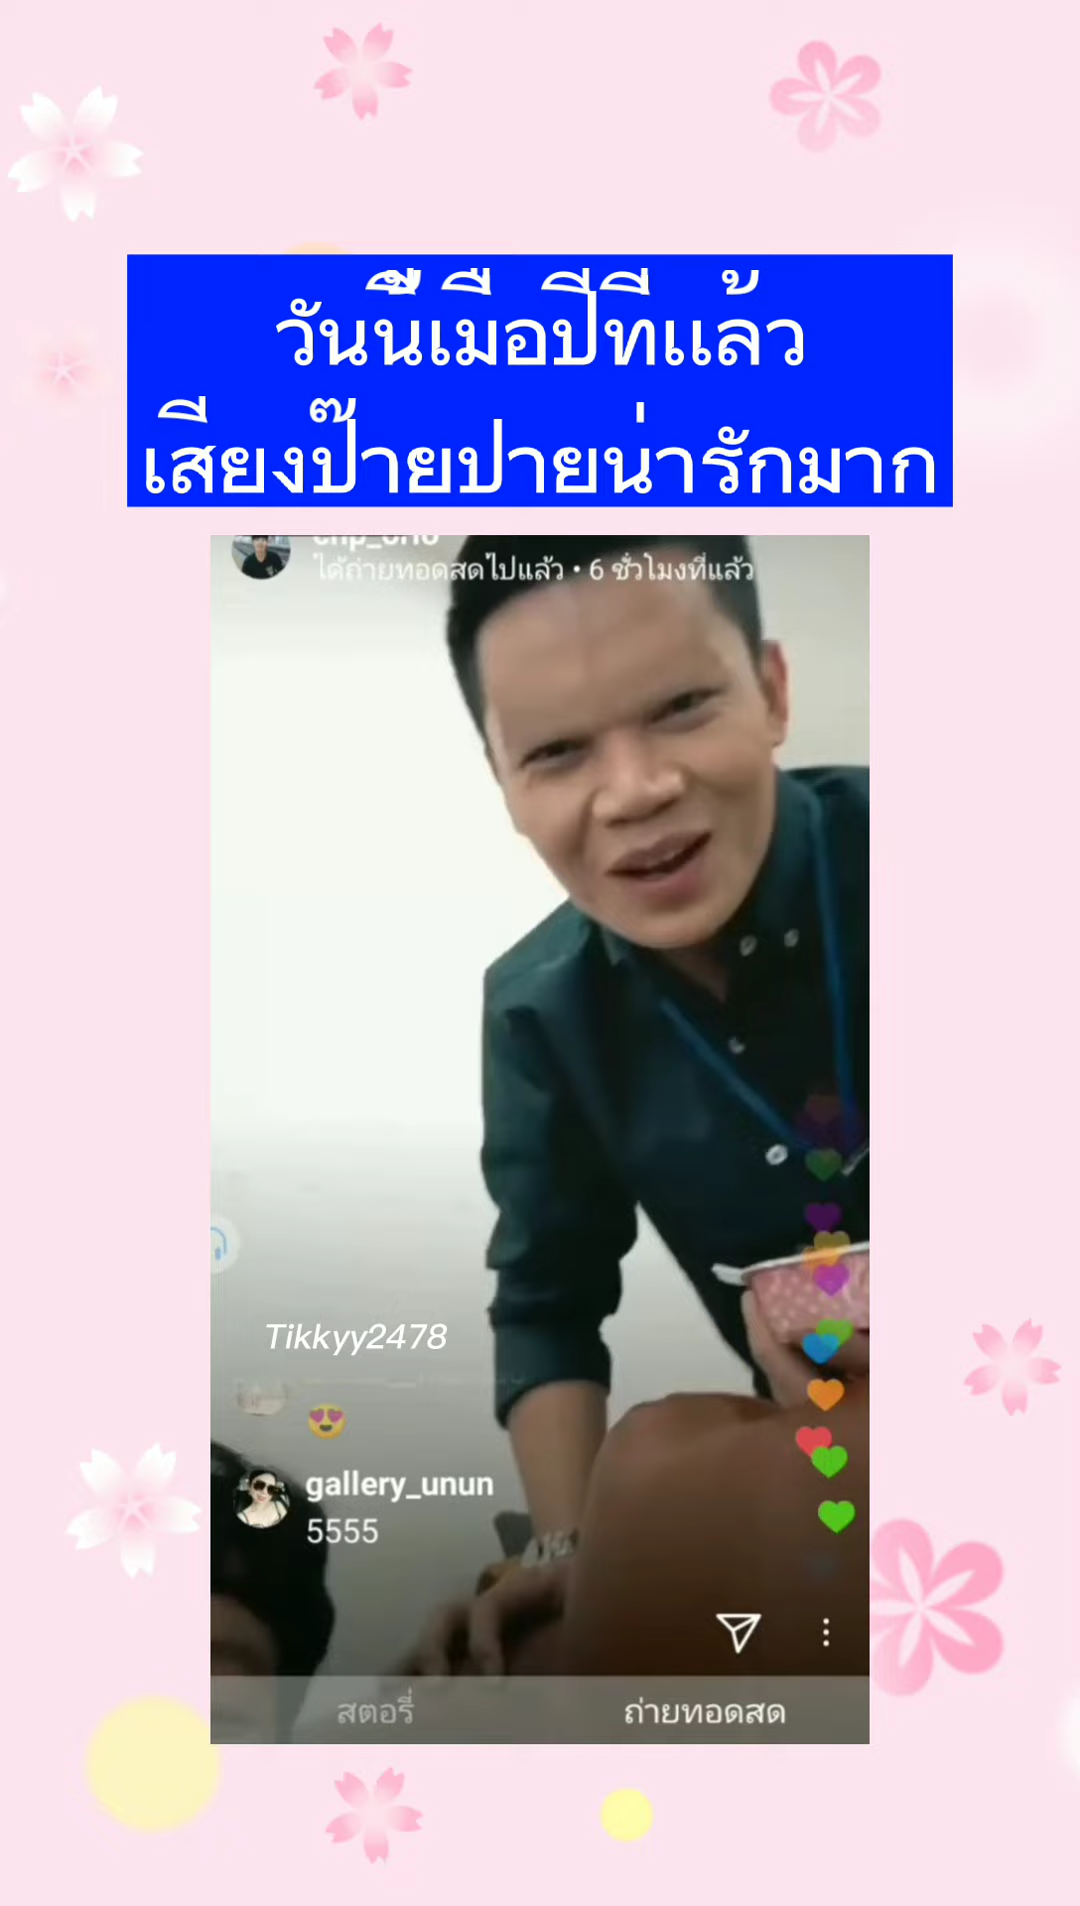 วันนี้เมื่อปีที่แล้ว
เสียงป๊ายปายน่ารักมาก
ได้ถ่ายทอดสดไปแล้ว • 6 ชั่วโมงที่แล้ว
Tikkyy2478
gallery_unun
5555
สตอรี่
ถ่ายทอดสด